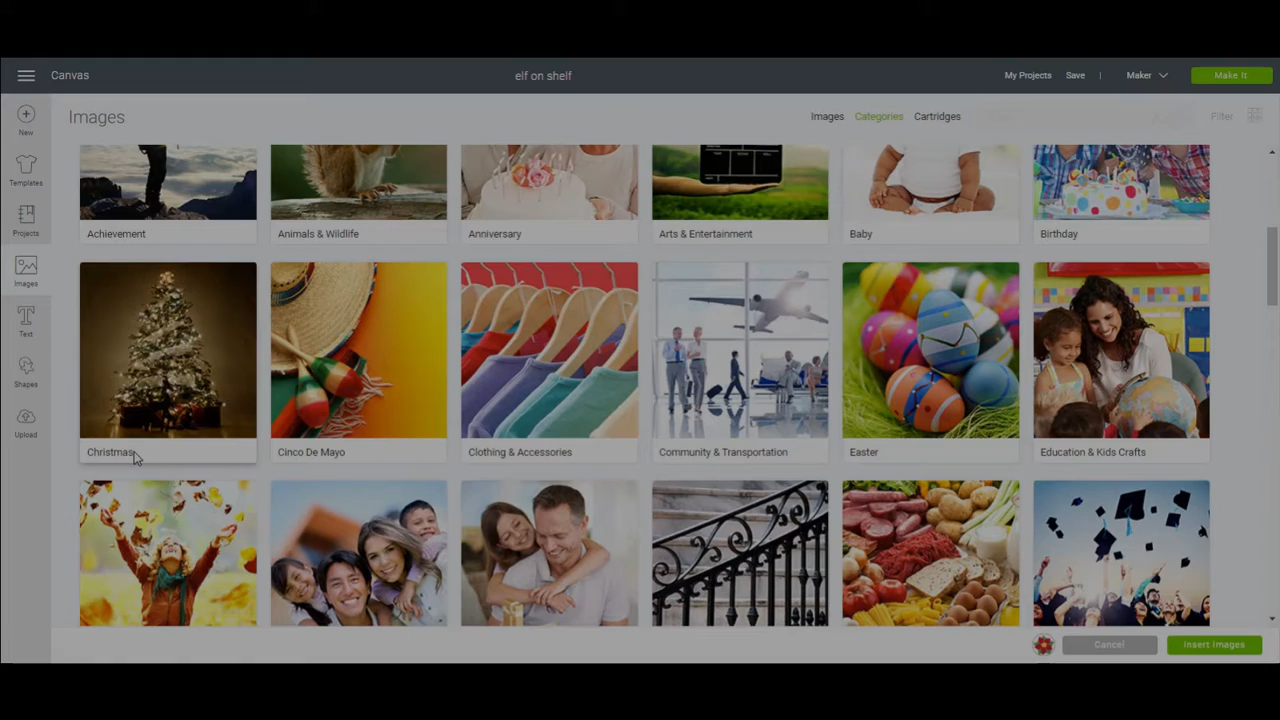 Canvas
elf on shelf
My Projects
Save
|
Maker
Make It
New
Templates
Projects
Images
Text
Shapes
Upload
Images
Images
Categories
Cartridges
Filter
Achievement
Animals & Wildlife
Anniversary
Arts & Entertainment
Baby
Birthday
Christmas
Cinco De Mayo
Clothing & Accessories
Community & Transportation
Easter
Education & Kids Crafts
Cancel
Insert Images